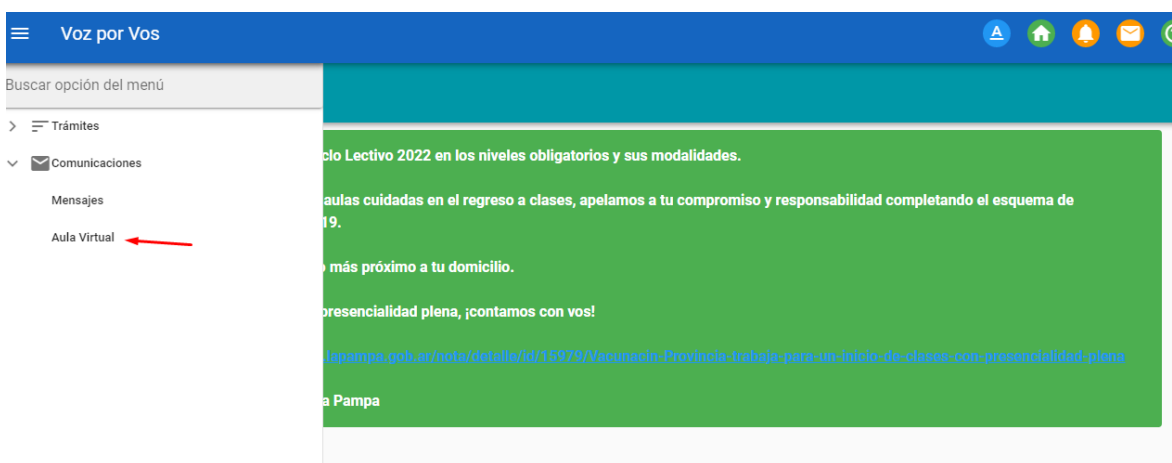 Voz por Vos
A
Buscar opción del menú
Trámites
Comunicaciones
Mensajes
Aula Virtual
clo Lectivo 2022 en los niveles obligatorios y sus modalidades.
aulas cuidadas en el regreso a clases, apelamos a tu compromiso y responsabilidad completando el esquema de
19.
más próximo a tu domicilio.
presencialidad plena, ¡contamos con vos!
.lapampa.gob.ar/nota/detalle/id/15979/Vacunacin-Provincia-trabaja-para-un-inicio-de-clases-con-presencialidad-plena
a Pampa